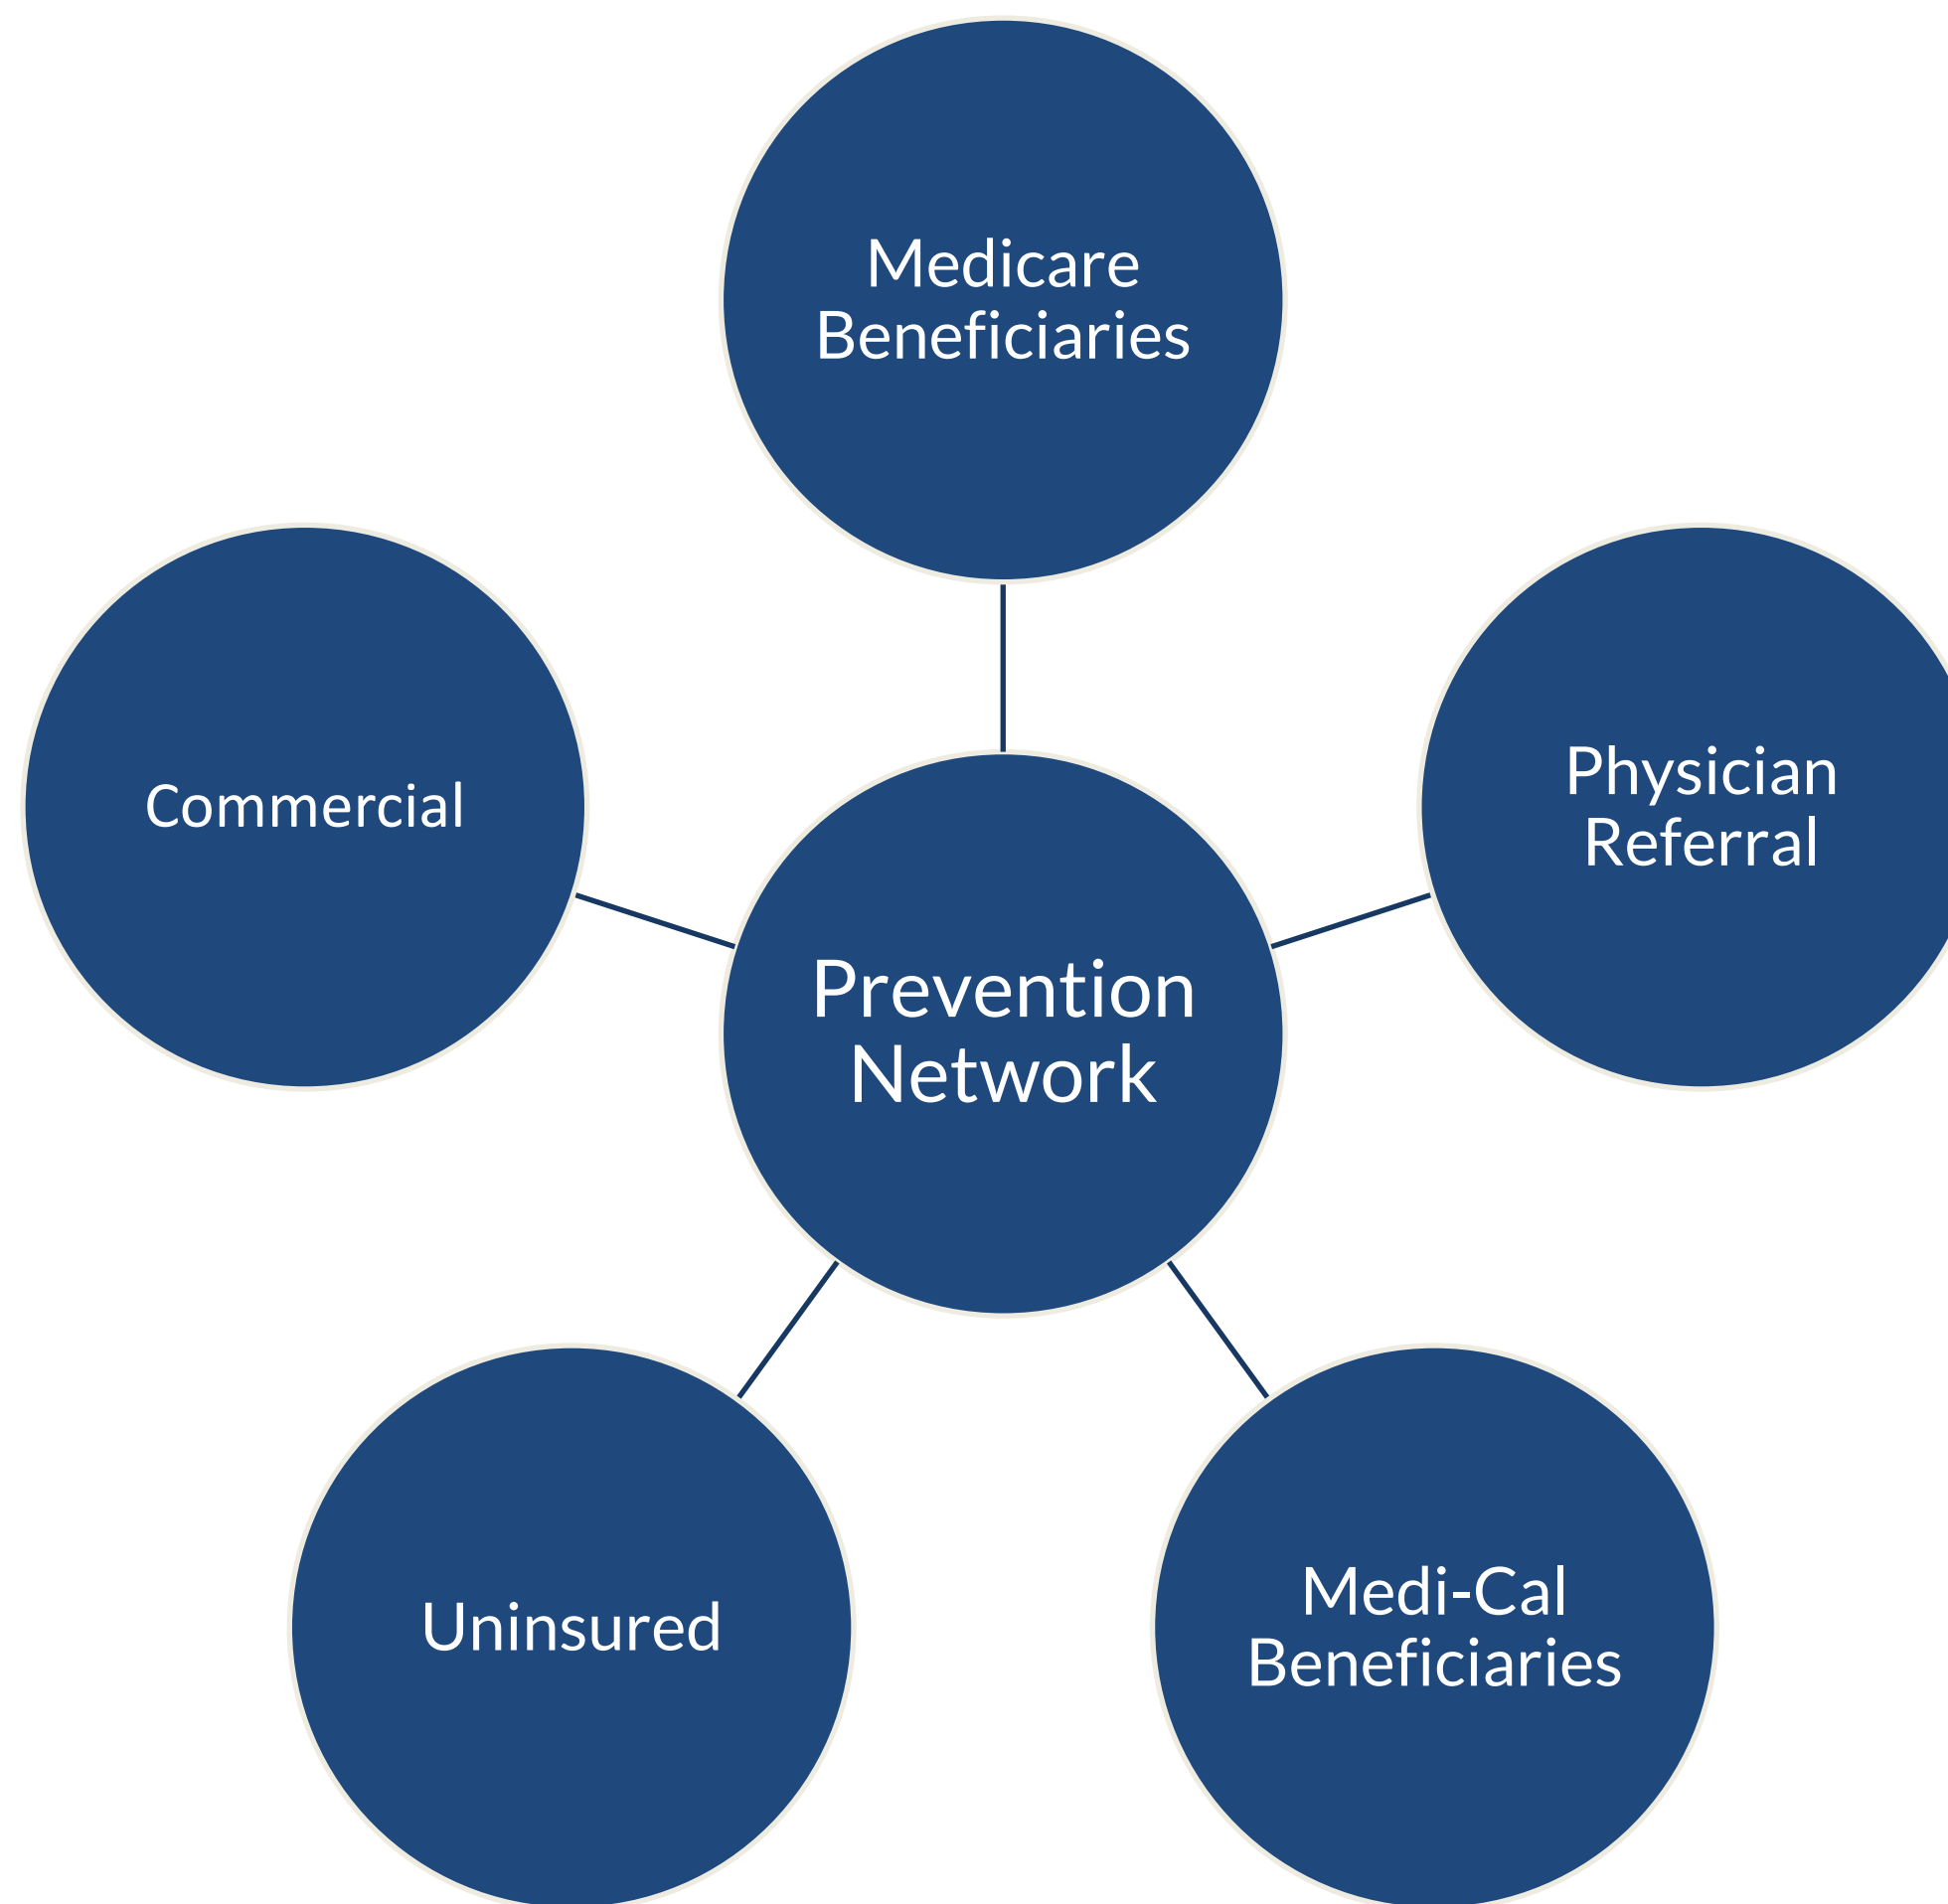 Medicare
Beneficiaries
Commercial
Physician
Referral
Prevention
Network
Uninsured
Medi-Cal
Beneficiaries